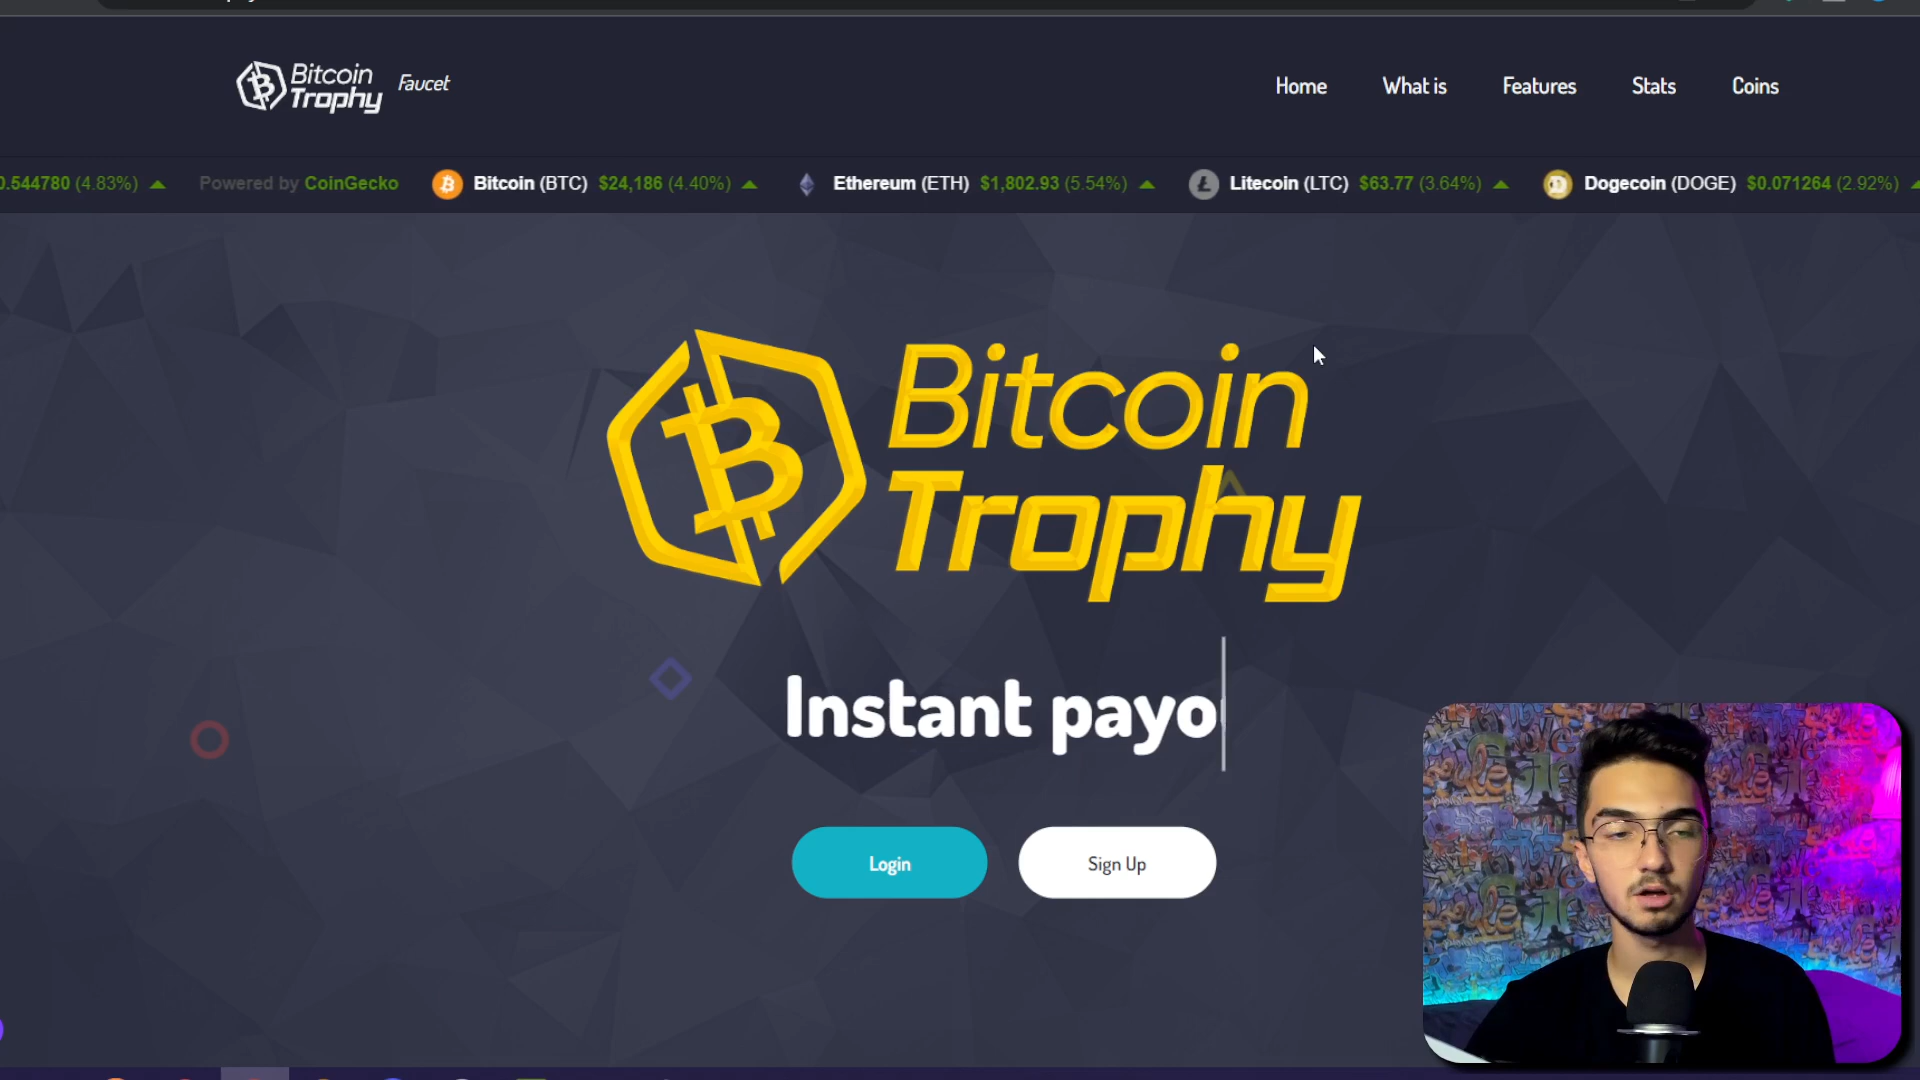 Bitcoin
Trophy
Faucet
Home What is Features Stats Coins
0.544780 (4.83%) Powered by CoinGecko Bitcoin (BTC) $24,186 (4.40%) Ethereum (ETH) $1,802.93 (5.54%) Litecoin (LTC) $63.77 (3.64%) Dogecoin (DOGE) $0.071264 (2.92%)
Bitcoin
Trophy
Instant payo
Login Sign Up